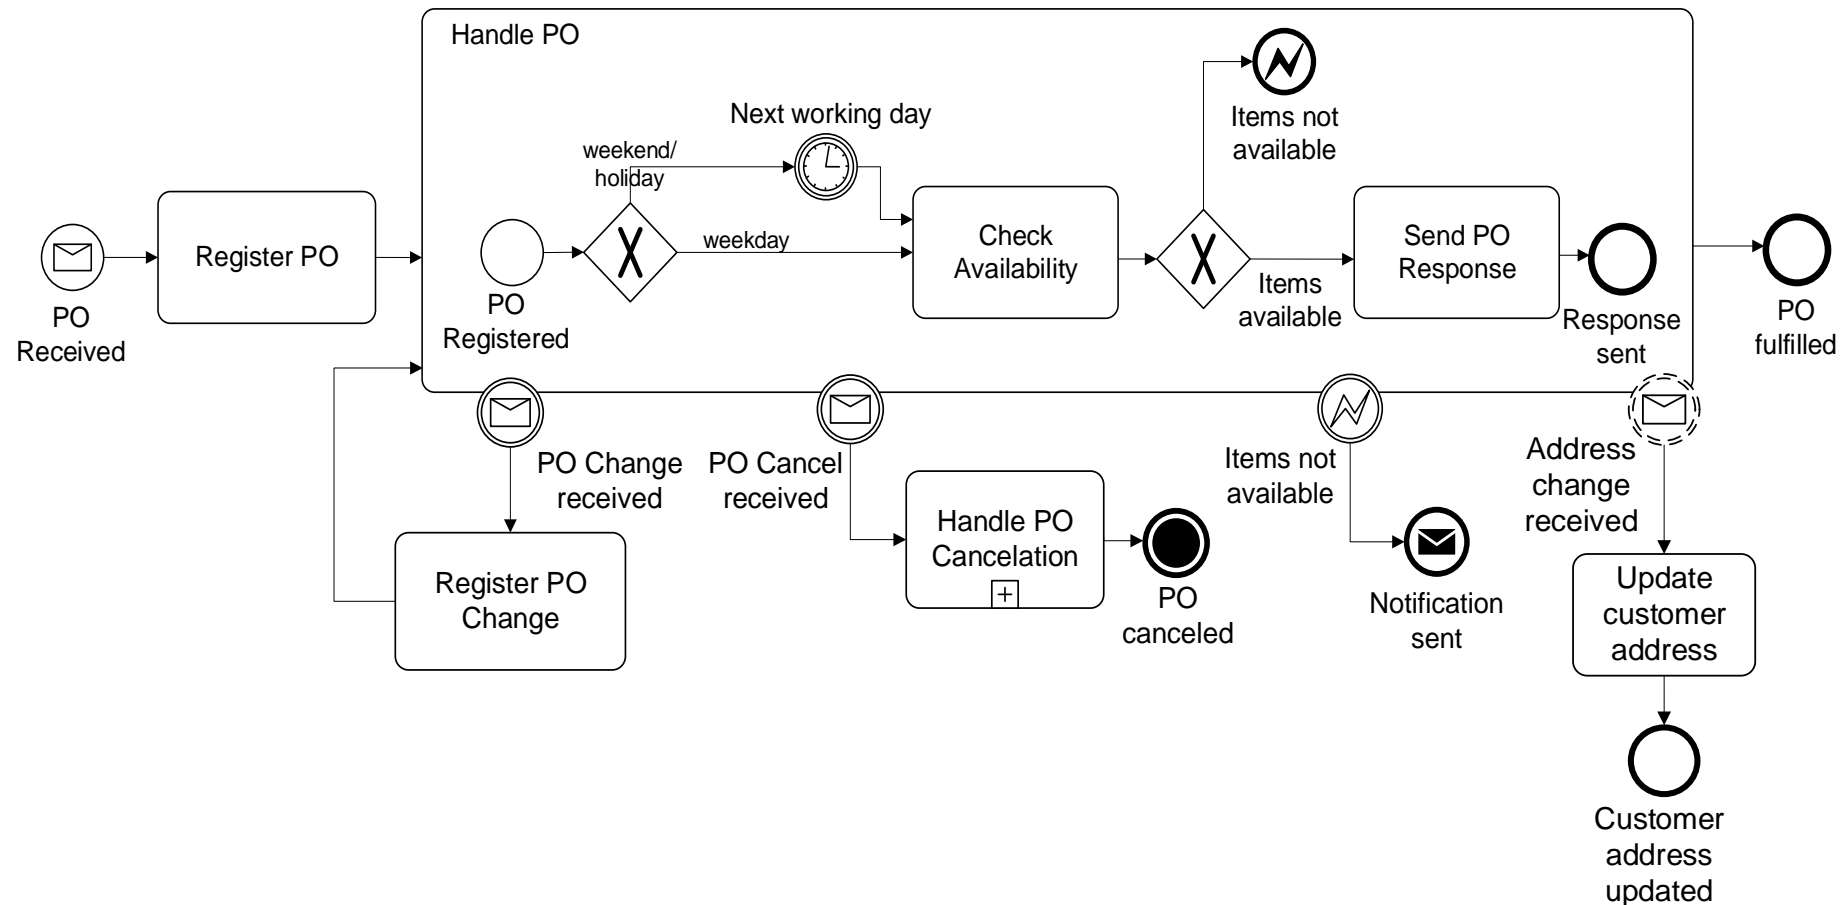 Handle PO
Items not
available
Next working day
weekend/
holiday
weekday
Register PO
Check
Availability
Send PO
Response
PO
Received
PO
Registered
Items
available
Response
sent
PO
fulfilled
PO Change
received
PO Cancel
received
Items not
available
Address
change
received
Register PO
Change
Handle PO
Cancelation
PO
canceled
Notification
sent
Update
customer
address
Customer
address
updated